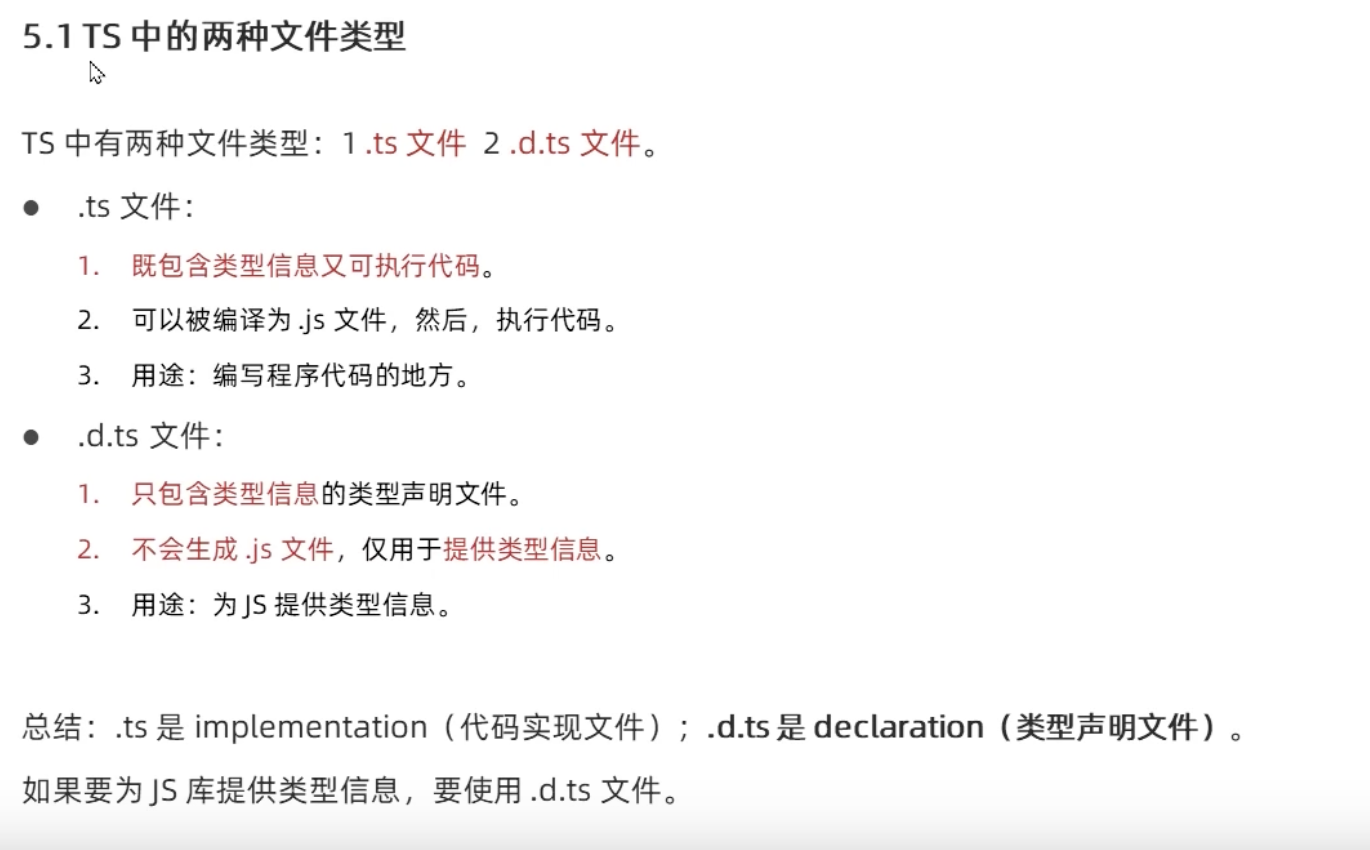 5.1 TS 中的两种文件类型
TS 中有两种文件类型：1 .ts 文件 2 .d.ts 文件。
● .ts 文件：
1. 既包含类型信息又可执行代码。
2. 可以被编译为 .js 文件，然后，执行代码。
3. 用途：编写程序代码的地方。
● .d.ts 文件：
1. 只包含类型信息的类型声明文件。
2. 不会生成 .js 文件，仅用于提供类型信息。
3. 用途：为 JS 提供类型信息。
总结：.ts 是 implementation（代码实现文件）；.d.ts 是 declaration（类型声明文件）。
如果要为 JS 库提供类型信息，要使用 .d.ts 文件。